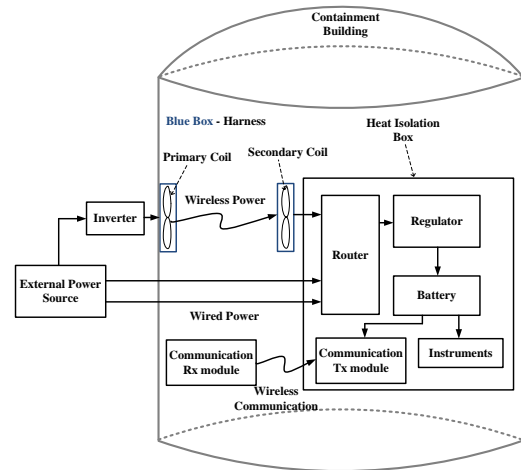 Containment
Building
Blue Box - Harness
Heat Isolation
Box
Primary Coil
Secondary Coil
Wireless Power
Inverter
Regulator
Router
External Power
Source
Battery
Wired Power
Communication
Rx module
Communication
Tx module
Instruments
Wireless
Communication